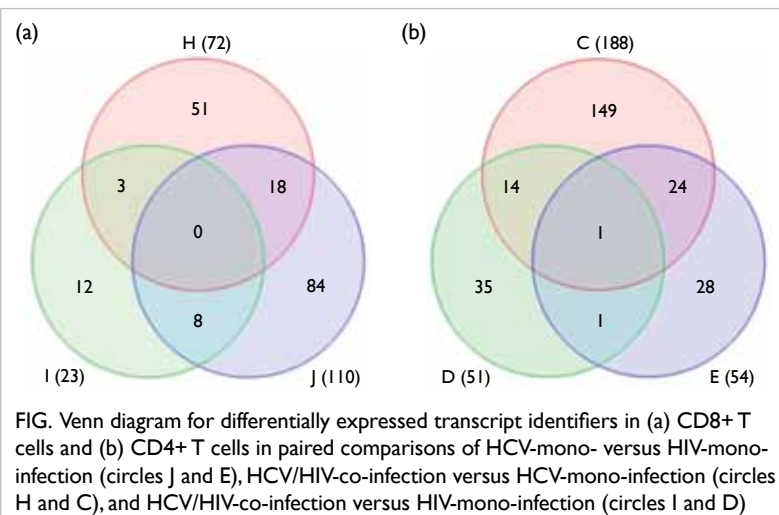 (a)
H (72)
51
3
18
0
12
84
8
I (23)
J (110)
(b)
C (188)
149
14
24
1
35
28
1
D (51)
E (54)
FIG. Venn diagram for differentially expressed transcript identifiers in (a) CD8+ T
cells and (b) CD4+ T cells in paired comparisons of HCV-mono- versus HIV-mono-
infection (circles J and E), HCV/HIV-co-infection versus HCV-mono-infection (circles
H and C), and HCV/HIV-co-infection versus HIV-mono-infection (circles I and D)